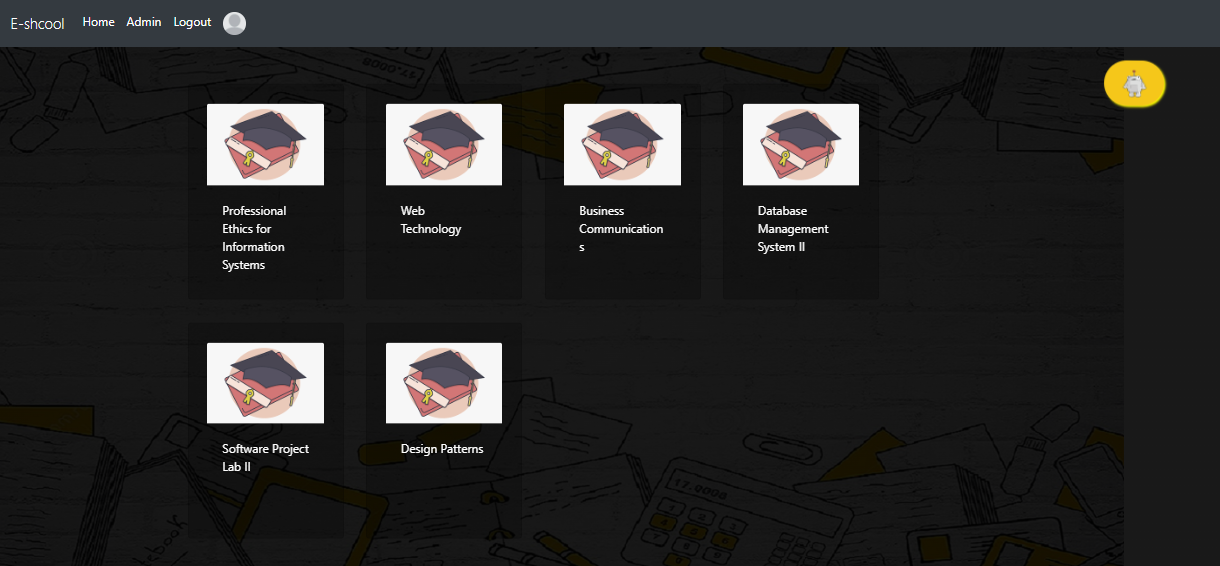 E-shcool Home Admin Logout
Professional
Ethics for
Information
Systems
Web
Technology
Business
Communication
s
Database
Management
System II
Software Project
Lab II
Design Patterns